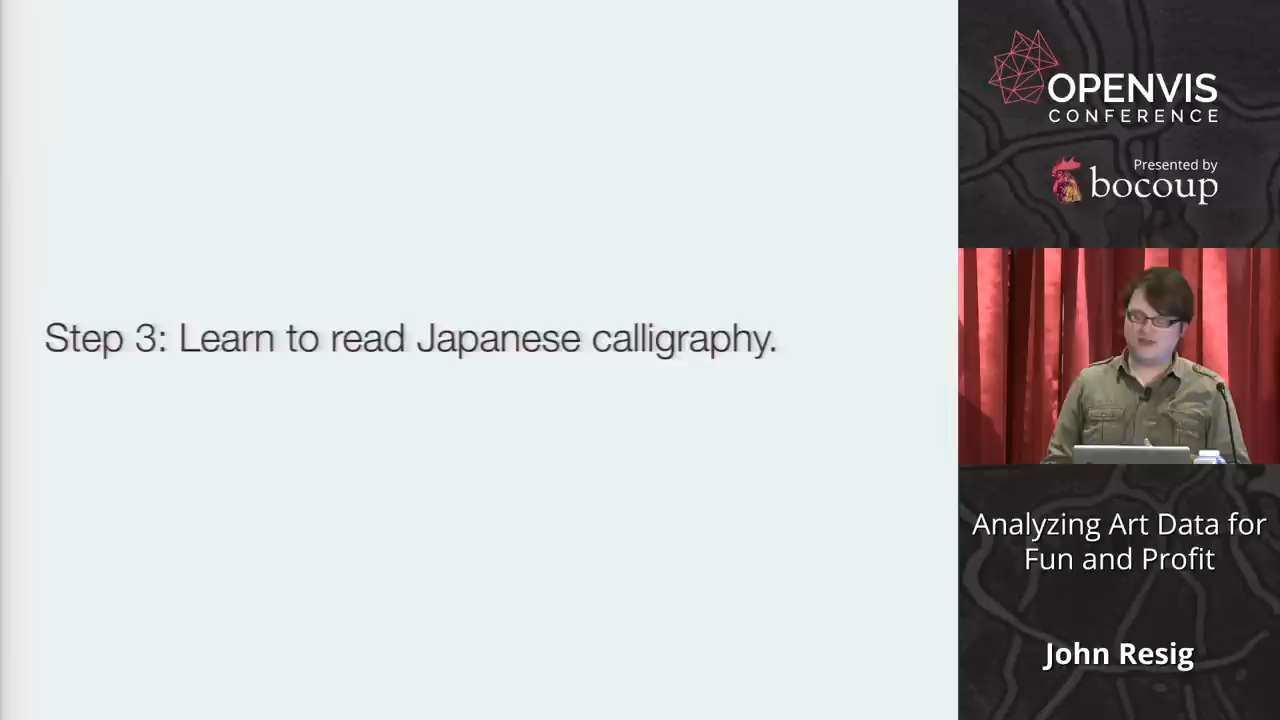 Step 3: Learn to read Japanese calligraphy.
OPENVIS
CONFERENCE
Presented by
bocoup
Analyzing Art Data for
Fun and Profit
John Resig